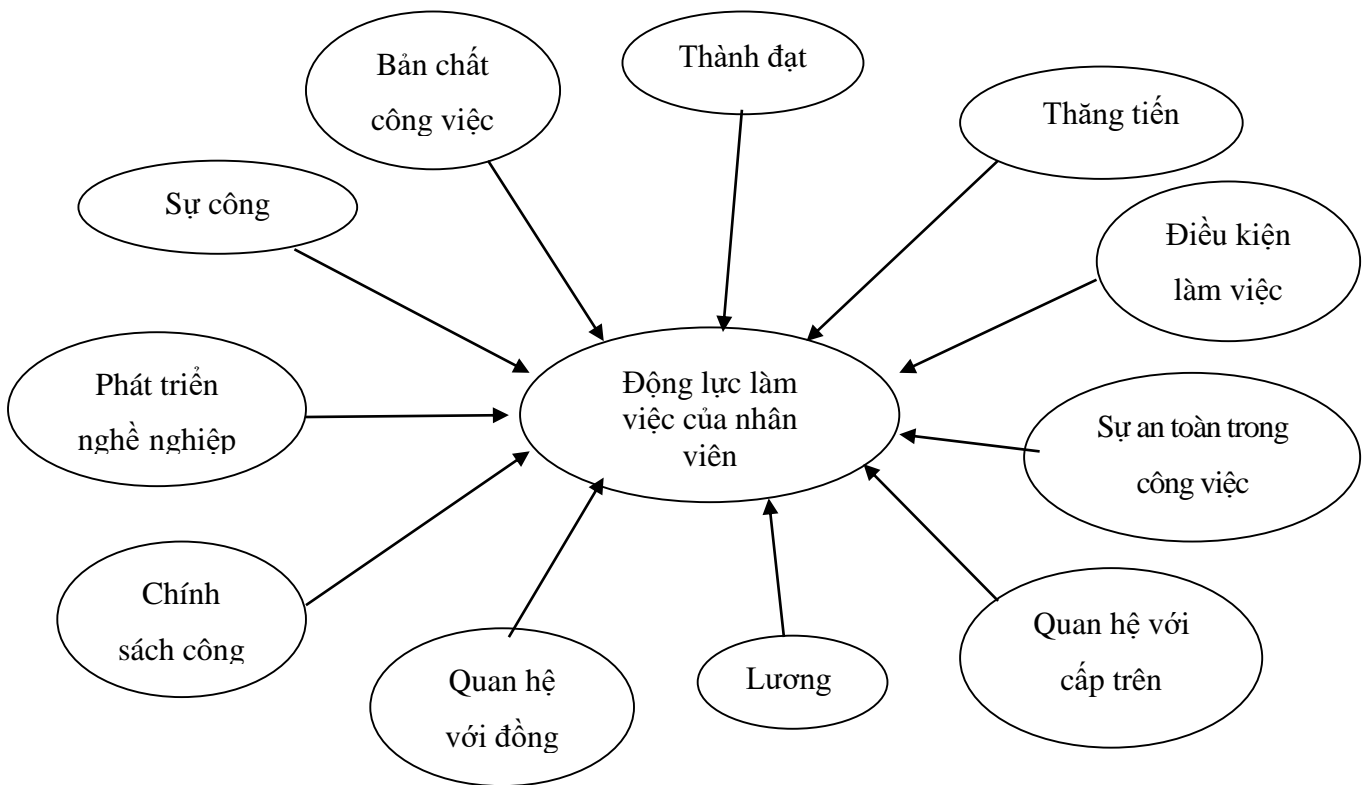 Bản chất
công việc
Thành đạt
Thăng tiến
Sự công
Điều kiện
làm việc
Phát triển
nghề nghiệp
Động lực làm
việc của nhân
viên
Sự an toàn trong
công việc
Chính
sách công
Quan hệ
với đồng
Lương
Quan hệ với
cấp trên